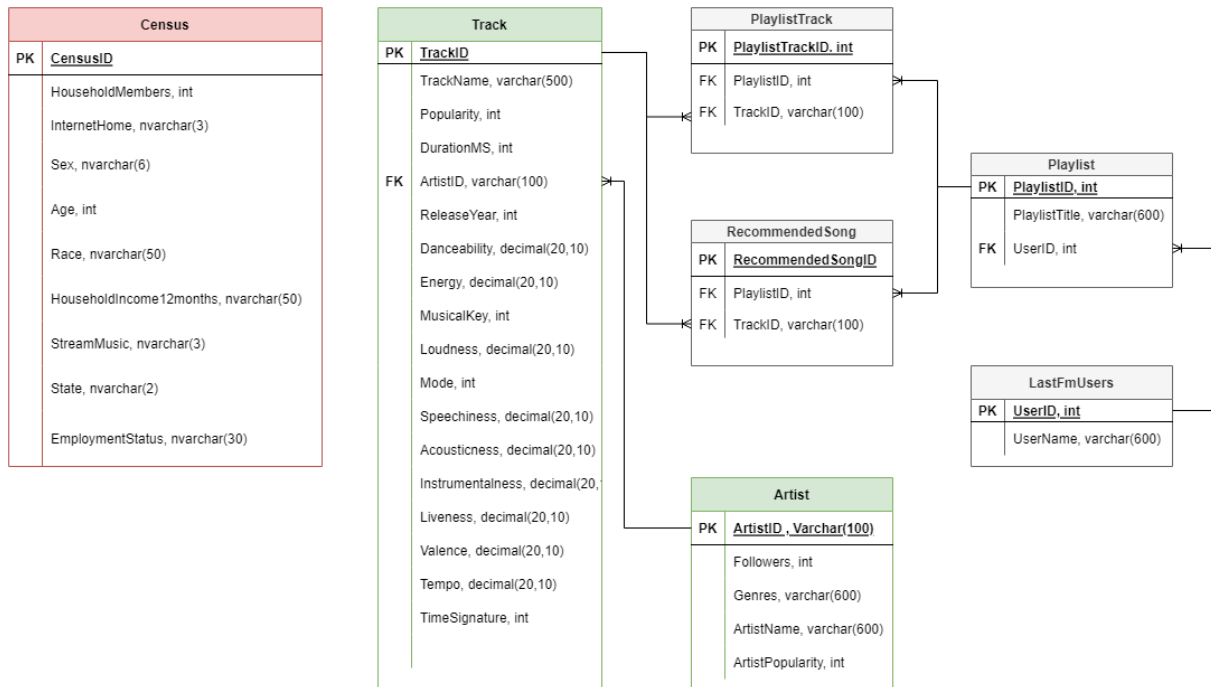 Census
PK CensusID
HouseholdMembers, int
InternetHome, nvarchar(3)
Sex, nvarchar(6)
Age, int
Race, nvarchar(50)
HouseholdIncome12months, nvarchar(50)
StreamMusic, nvarchar(3)
State, nvarchar(2)
EmploymentStatus, nvarchar(30)
Track
PK TrackID
TrackName, varchar(500)
Popularity, int
DurationMS, int
FK ArtistID, varchar(100)
ReleaseYear, int
Danceability, decimal(20,10)
Energy, decimal(20,10)
MusicalKey, int
Loudness, decimal(20,10)
Mode, int
Speechiness, decimal(20,10)
Acousticness, decimal(20,10)
Instrumentalness, decimal(20,
Liveness, decimal(20,10)
Valence, decimal(20,10)
Tempo, decimal(20,10)
TimeSignature, int
PlaylistTrack
PK PlaylistTrackID. int
FK PlaylistID, int
FK TrackID, varchar(100)
RecommendedSong
PK RecommendedSongID
FK PlaylistID, int
FK TrackID, varchar(100)
Artist
PK ArtistID , Varchar(100)
Followers, int
Genres, varchar(600)
ArtistName, varchar(600)
ArtistPopularity, int
Playlist
PK PlaylistID, int
PlaylistTitle, varchar(600)
FK UserID, int
LastFmUsers
PK UserID, int
UserName, varchar(600)